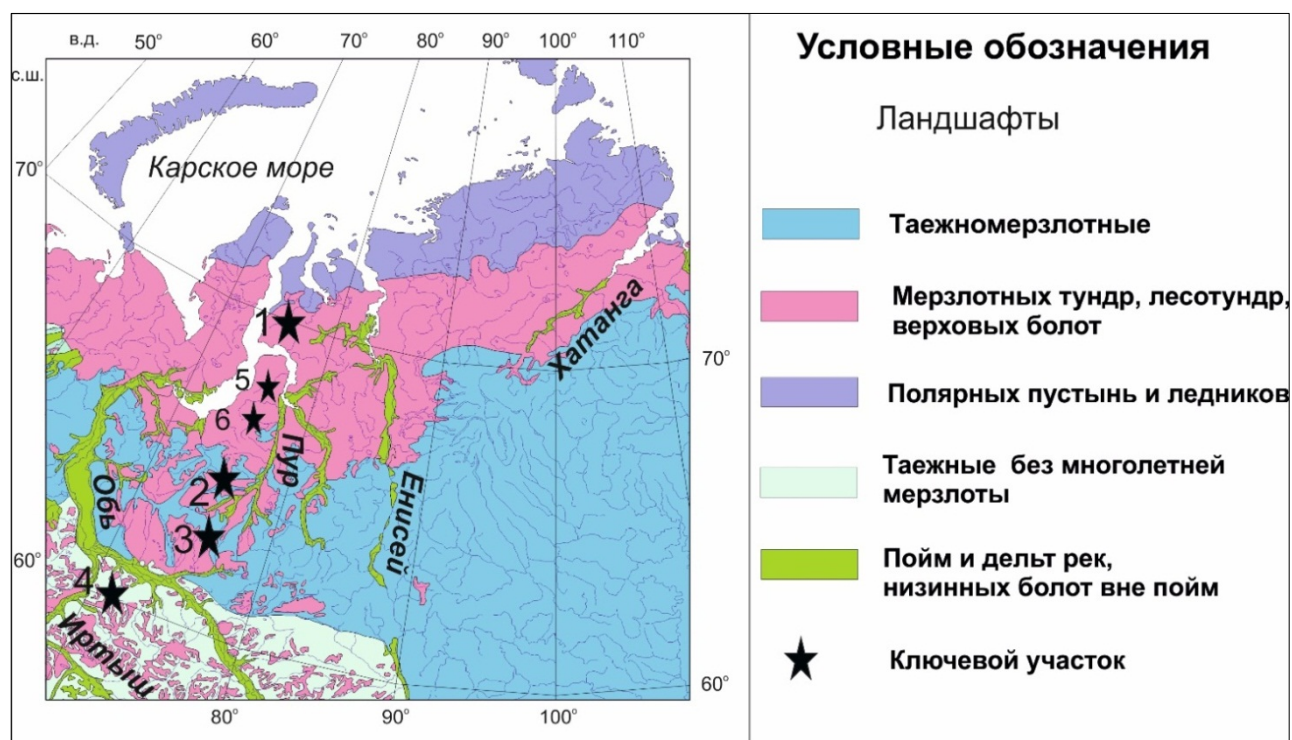 в.д. 50° 60° 70° 80° 90° 100° 110°
с.ш.
70°
Карское море
1
5
6
Пур
2
3
Обь
Енисей
Хатанга
70°
60°
4
Иртыш
60°
80° 90° 100°
Условные обозначения
Ландшафты
Таежномерзлотные
Мерзлотных тундр, лесотундр,
верховых болот
Полярных пустынь и ледников
Таежные без многолетней
мерзлоты
Пойм и дельт рек,
низинных болот вне пойм
Ключевой участок